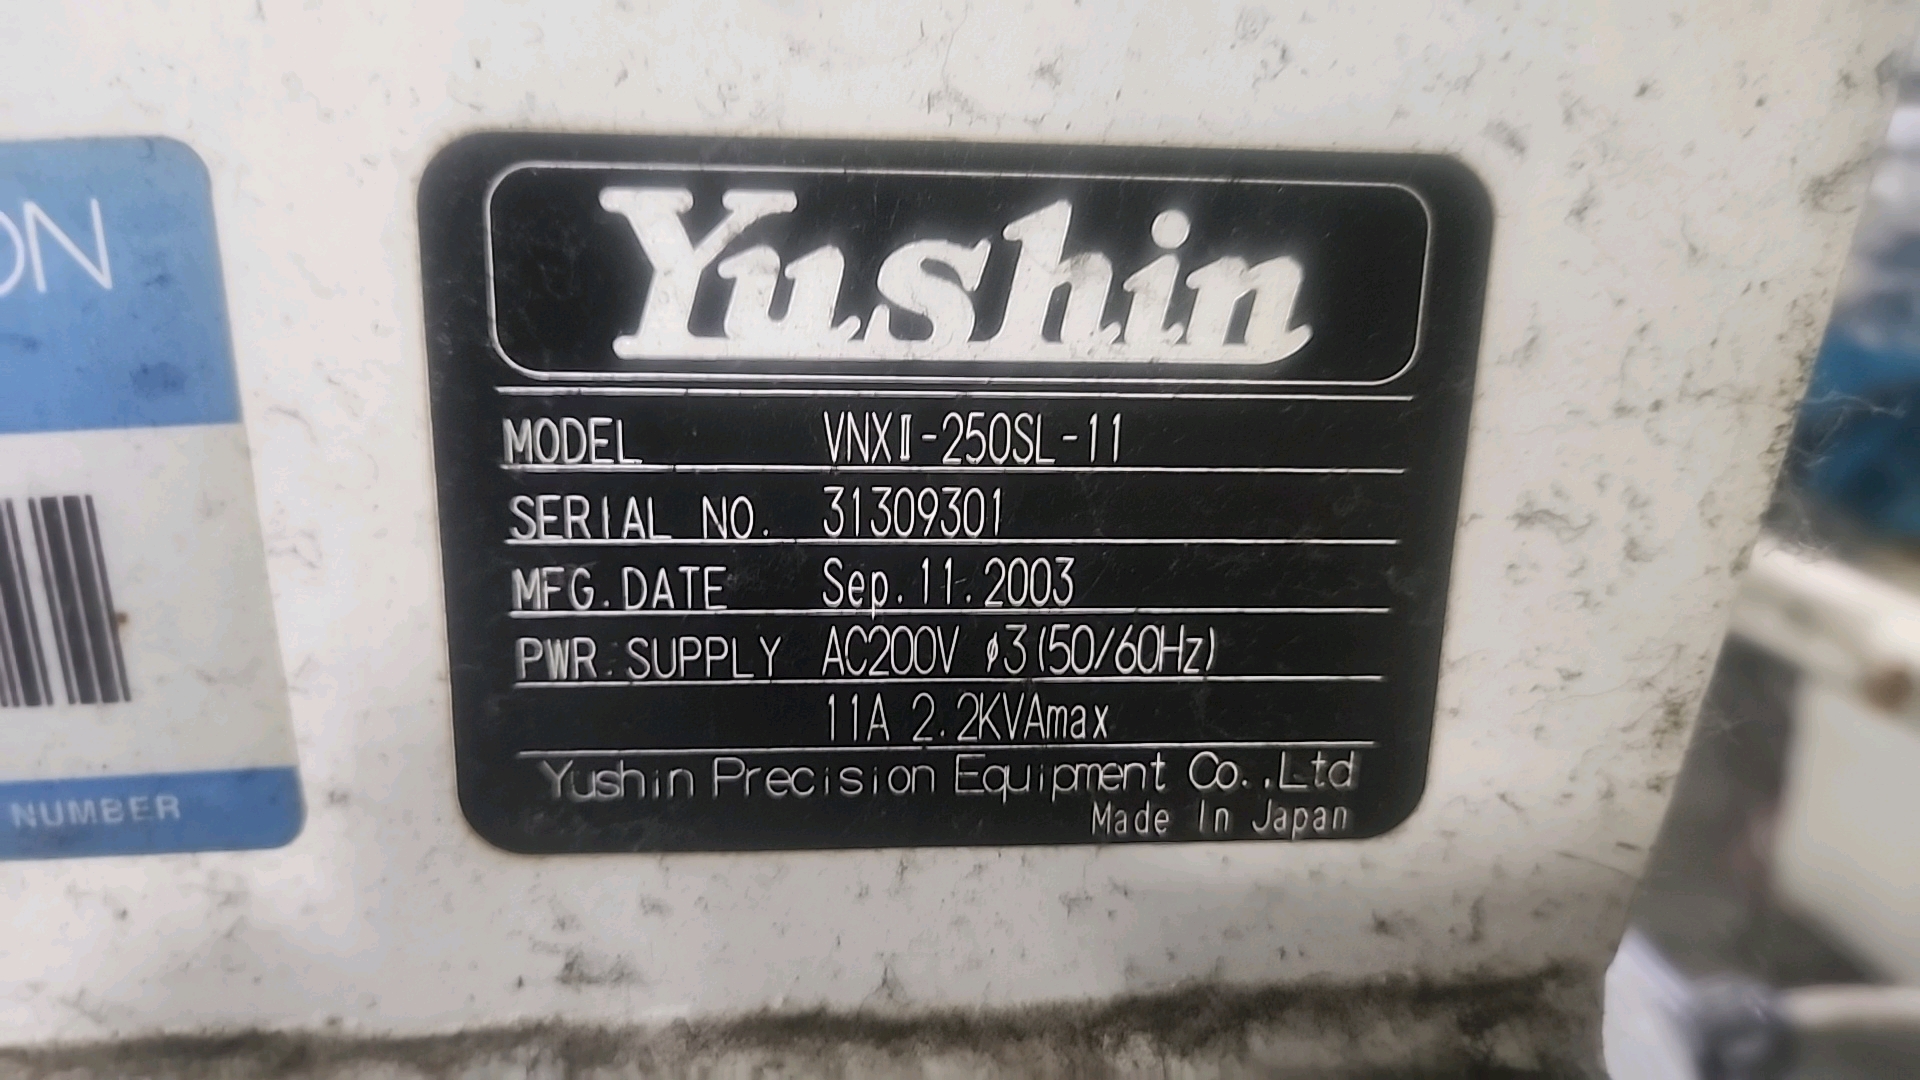 Yushin
MODEL VNXⅡ-250SL-11
SERIAL NO. 31309301
MFG. DATE Sep. 11. 2003
PWR. SUPPLY AC200V φ3 (50/60Hz)
11A 2.2KVAmax
Yushin Precision Equipment Co.,Ltd
Made In Japan
ON
NUMBER